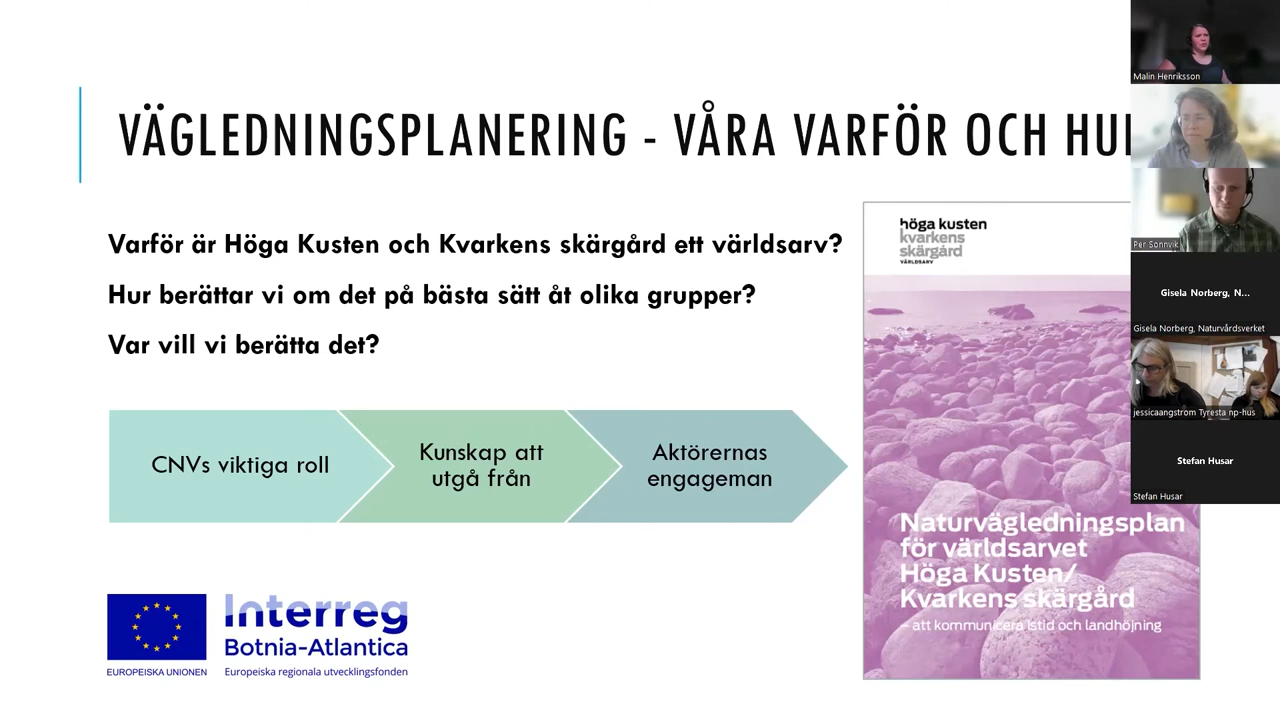 VÄGLEDNINGSPLANERING - VÅRA VARFÖR OCH
Varför är Höga Kusten och Kvarkens skärgård ett världsarv?
Hur berättar vi om det på bästa sätt åt olika grupper?
Var vill vi berätta det?
CNVs viktiga roll
Kunskap att
utgå från
Aktörernas
engageman
EUROPEISKA UNIONEN
Interreg
Botnia-Atlantica
Europeiska regionala utvecklingsfonden
höga kusten
kvarkens
skärgård
VÄRLDSARV
Naturvägledningsplan
för världsarvet
Höga Kusten/
Kvarkens skärgård
– att kommunicera istid och landhöjning
Malin Henriksson
Per Sonnvik
Gisela Norberg, N...
Gisela Norberg, Naturvårdsverket
jessicaangstrom Tyresta np-hus
Stefan Husar
Stefan Husar